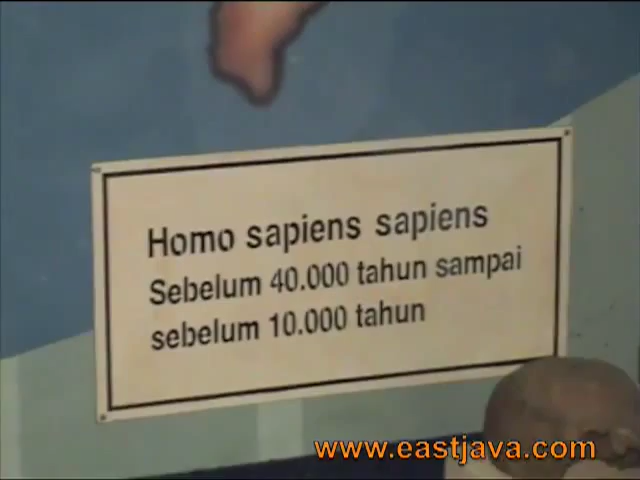 Homo sapiens sapiens
Sebelum 40.000 tahun sampai
sebelum 10.000 tahun
www.eastjava.com